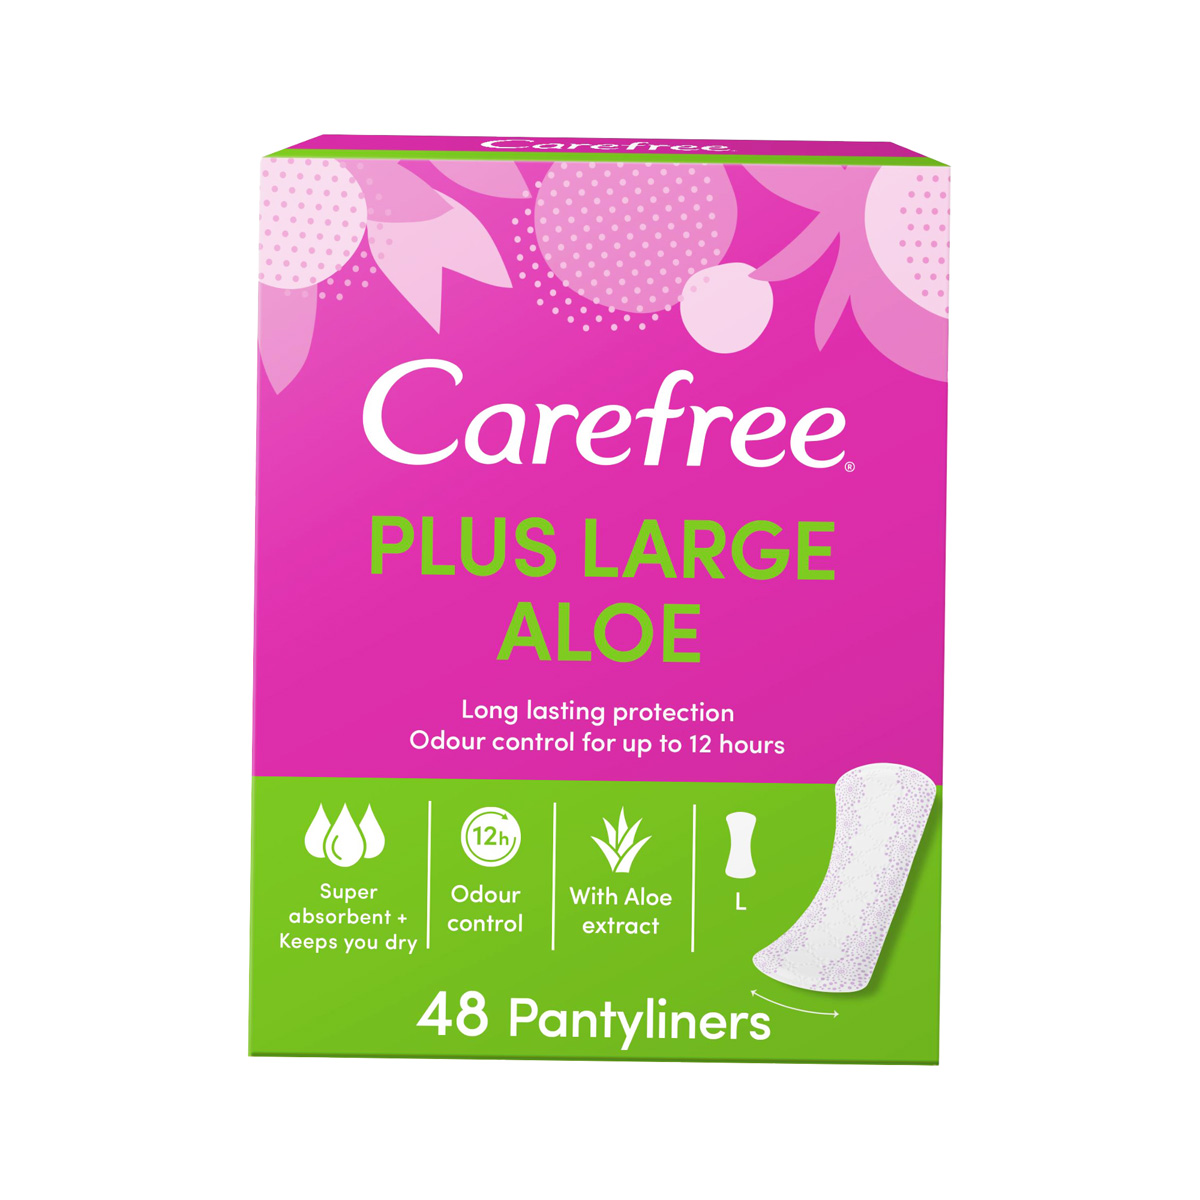 Carefree
Carefree®
PLUS LARGE
ALOE
Long lasting protection
Odour control for up to 12 hours
12h
Super
absorbent +
Keeps you dry
Odour
control
With Aloe
extract
L
48 Pantyliners